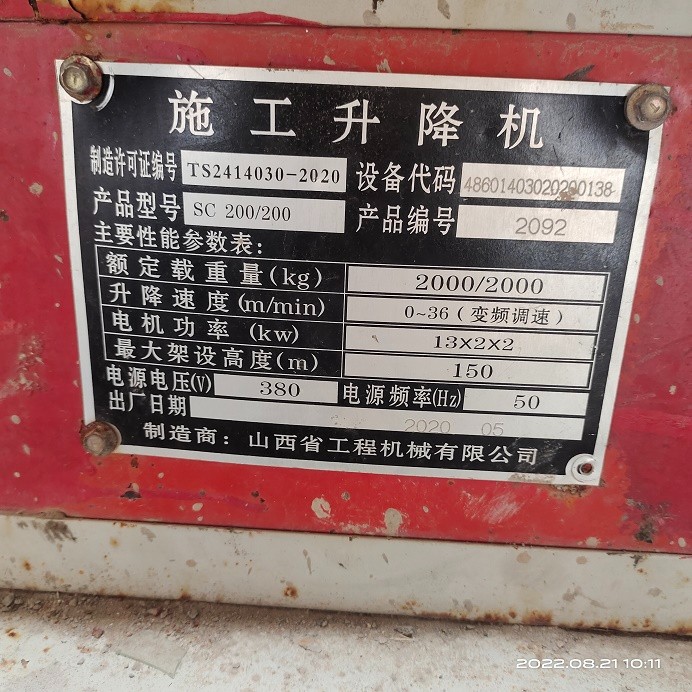 施工升降机
制造许可证编号 TS2414030-2020 设备代码 48601403020200138
产品型号 SC 200/200 产品编号 2092
主要性能参数表:
额定载重量(kg) 2000/2000
升降速度(m/min) 0~36(变频调速)
电机功率(kw) 13×2×2
最大架设高度(m) 150
电源电压(V) 380 电源频率(Hz) 50
出厂日期 2020 05
制造商:山西省工程机械有限公司
2022.08.21 10:11